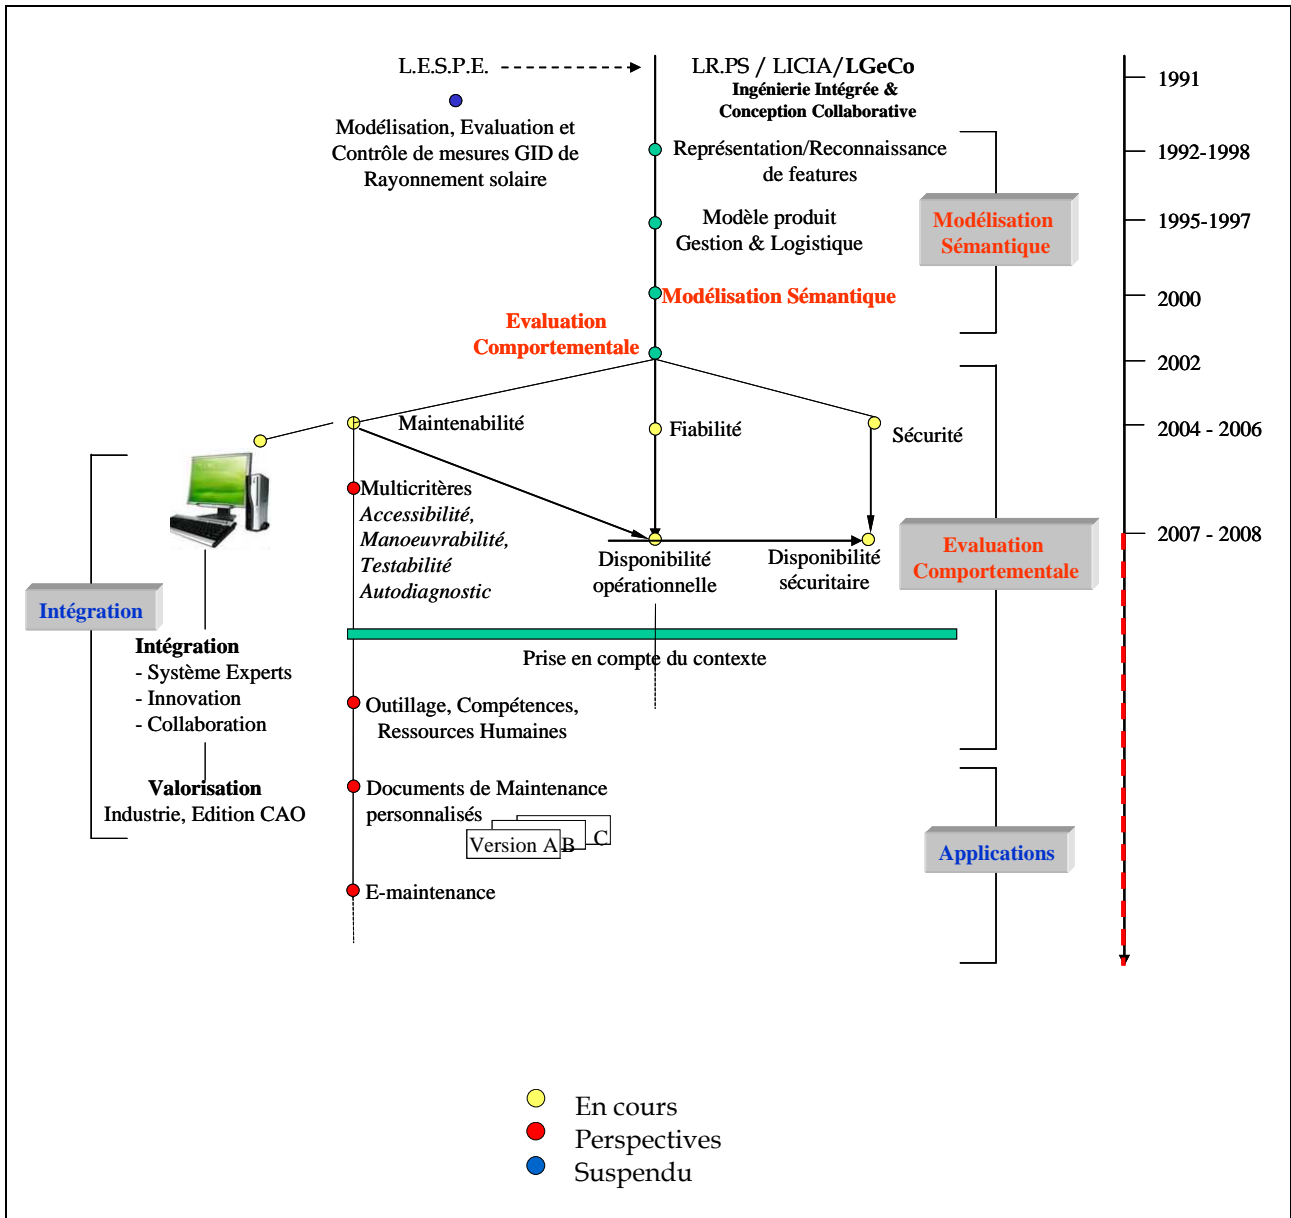 L.E.S.P.E.
LR.PS / LICIA/LGeCo
Ingénierie Intégrée &
Conception Collaborative
1991
Modélisation, Evaluation et
Contrôle de mesures GID de
Rayonnement solaire
Représentation/Reconnaissance
de features
1992-1998
Modèle produit
Gestion & Logistique
Modélisation
Sémantique
1995-1997
Modélisation Sémantique
2000
Evaluation
Comportementale
2002
Maintenabilité
Fiabilité
Sécurité
2004 - 2006
Multicritères
Accessibilité,
Manoeuvrabilité,
Testabilité
Autodiagnostic
Disponibilité
opérationnelle
Disponibilité
sécuritaire
Evaluation
Comportementale
2007 - 2008
Intégration
Intégration
- Système Experts
- Innovation
- Collaboration
Prise en compte du contexte
Outillage, Compétences,
Ressources Humaines
Valorisation
Industrie, Edition CAO
Documents de Maintenance
personnalisés
Version A
B
C
Applications
E-maintenance
En cours
Perspectives
Suspendu